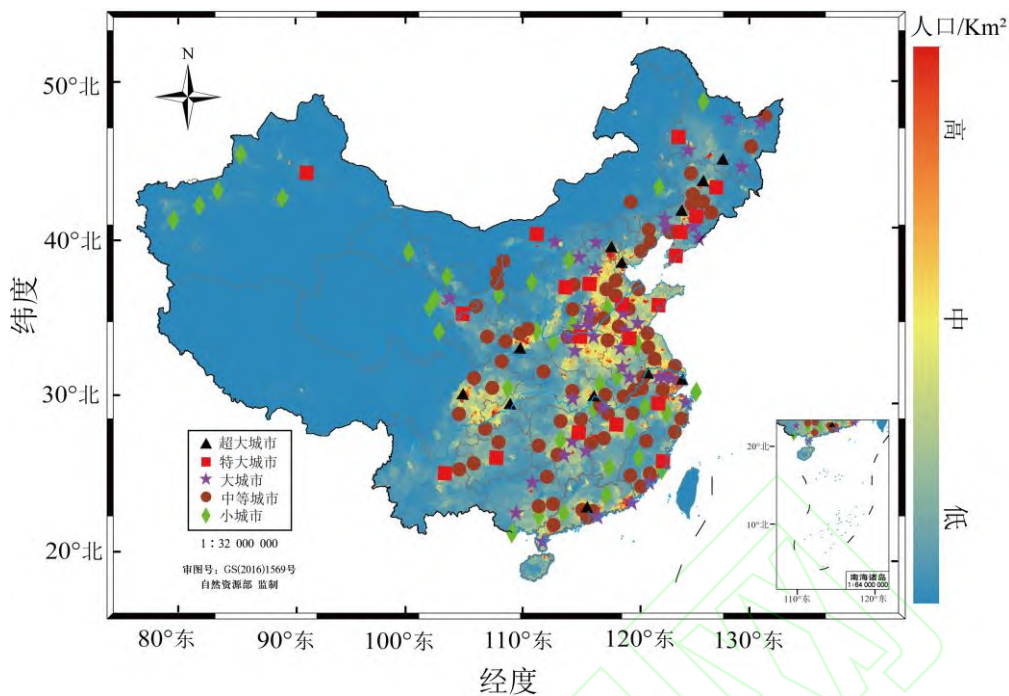 人口/Km²
N
50°北
40°北
30°北
20°北
纬度
高
中
低
超大城市
特大城市
大城市
中等城市
小城市
1：32 000 000
审图号：GS(2016)1569号
自然资源部 监制
20°北
10°北
南海诸岛
1:64 000 000
110°东
120°东
80°东
90°东
100°东
110°东
120°东
130°东
经度